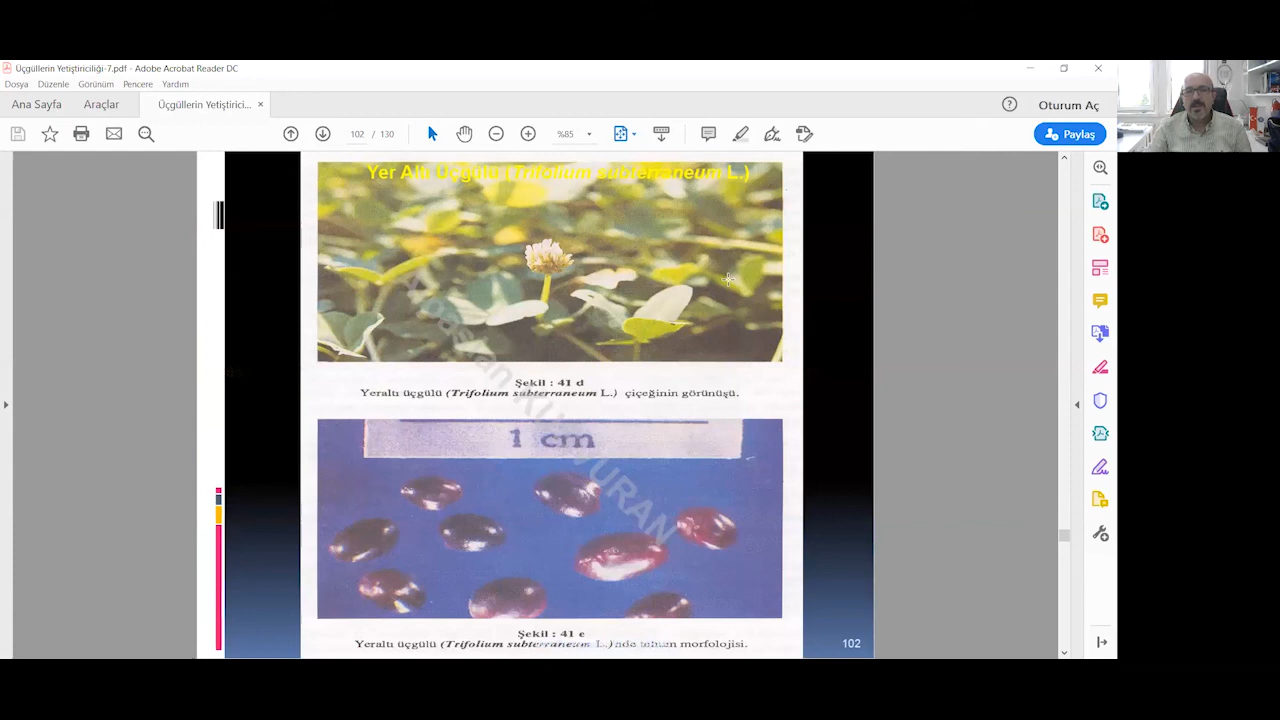 Üçgüllerin Yetiştiriciliği-7.pdf - Adobe Acrobat Reader DC
Dosya Düzenle Görünüm Pencere Yardım
Ana Sayfa Araçlar Üçgüllerin Yetiştirici... × Oturum Aç
102 / 130 %85 Paylaş
Yer Altı Üçgülü (Trifolium subterraneum L.)
Şekil : 41 d
Yeraltı üçgülü (Trifolium subterraneum L.) çiçeğinin görünüşü.
1 cm
KIZVURAN
Şekil : 41 e
Yeraltı üçgülü (Trifolium subterraneum L.)nde tohum morfolojisi.
102